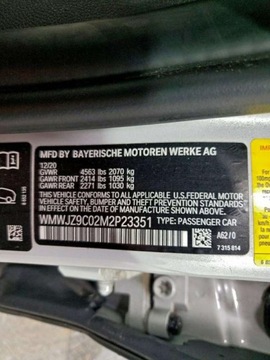 MFD BY BAYERISCHE MOTOREN WERKE AG
12/20
GVWR 4563 lbs 2070 kg
GAWR FRONT 2414 lbs 1095 kg
GAWR REAR 2271 lbs 1030 kg
THIS VEHICLE CONFORMS TO ALL APPLICABLE
U.S.FEDERAL MOTOR
VEHICLE SAFETY, BUMPER AND THEFT PREVENTION
STANDARDS IN EFFECT ON THE DATE OF
MANUFACTURE SHOWN ABOVE.
WMWJZ9C02M2P23351 TYPE: PASSENGER CAR
A62/0
7 315 814